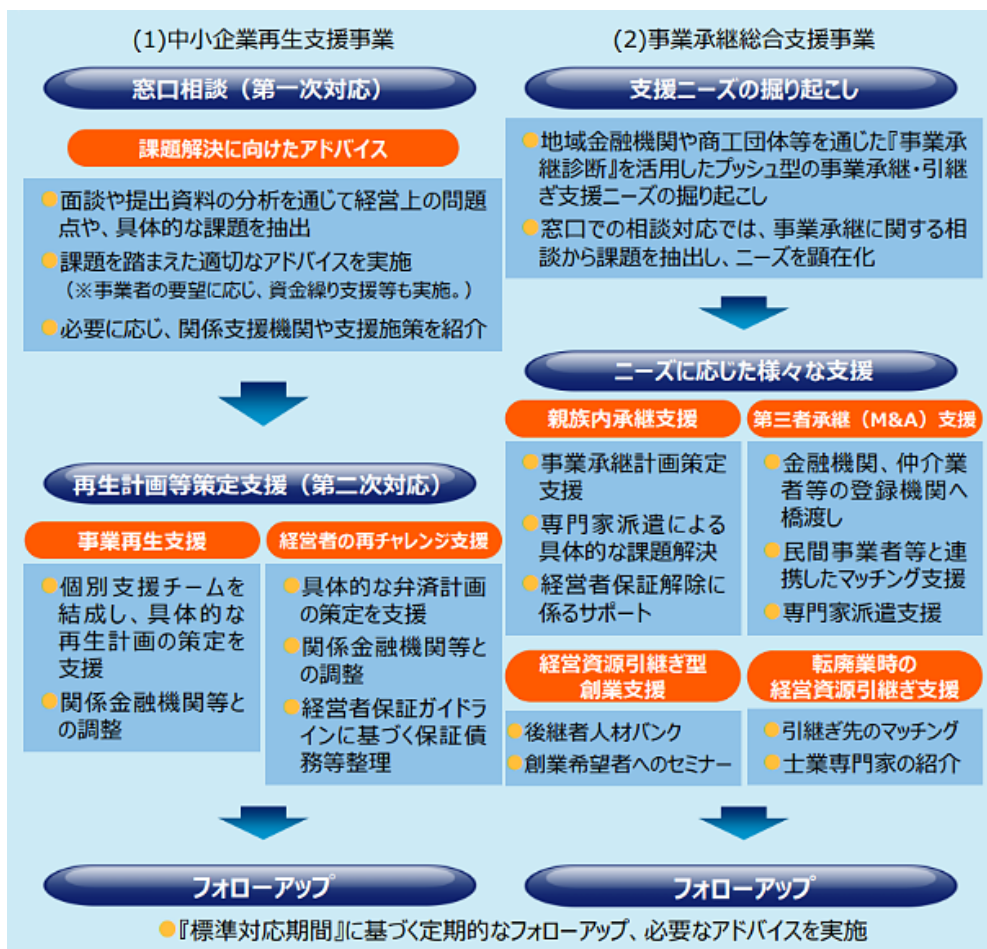 (1)中小企業再生支援事業
窓口相談（第一次対応）
課題解決に向けたアドバイス
●面談や提出資料の分析を通じて経営上の問題
点や、具体的な課題を抽出
●課題を踏まえた適切なアドバイスを実施
（※事業者の要望に応じ、資金繰り支援等も実施。）
●必要に応じ、関係支援機関や支援施策を紹介
再生計画等策定支援（第二次対応）
事業再生支援
●個別支援チームを
結成し、具体的な
再生計画の策定を
支援
●関係金融機関等と
の調整
経営者の再チャレンジ支援
●具体的な弁済計画
の策定を支援
●関係金融機関等と
の調整
●経営者保証ガイドラ
インに基づく保証債
務等整理
フォローアップ
(2)事業承継総合支援事業
支援ニーズの掘り起こし
●地域金融機関や商工団体等を通じた『事業承
継診断』を活用したプッシュ型の事業承継・引継
ぎ支援ニーズの掘り起こし
●窓口での相談対応では、事業承継に関する相
談から課題を抽出し、ニーズを顕在化
ニーズに応じた様々な支援
親族内承継支援
●事業承継計画策定
支援
●専門家派遣による
具体的な課題解決
●経営者保証解除に
係るサポート
第三者承継（M&A）支援
●金融機関、仲介業
者等の登録機関へ
橋渡し
●民間事業者等と連
携したマッチング支援
●専門家派遣支援
経営資源引継ぎ型
創業支援
●後継者人材バンク
●創業希望者へのセミナー
転廃業時の
経営資源引継ぎ支援
●引継ぎ先のマッチング
●士業専門家の紹介
フォローアップ
●『標準対応期間』に基づく定期的なフォローアップ、必要なアドバイスを実施